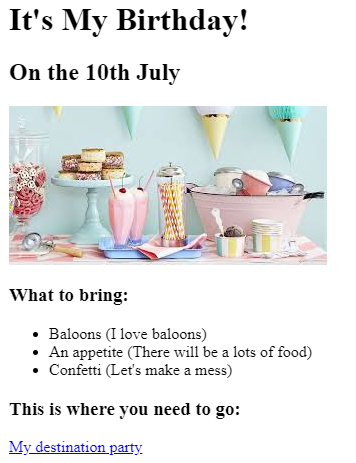 It's My Birthday!
On the 10th July
What to bring:
Baloons (I love baloons)
An appetite (There will be a lots of food)
Confetti (Let's make a mess)
This is where you need to go:
My destination party